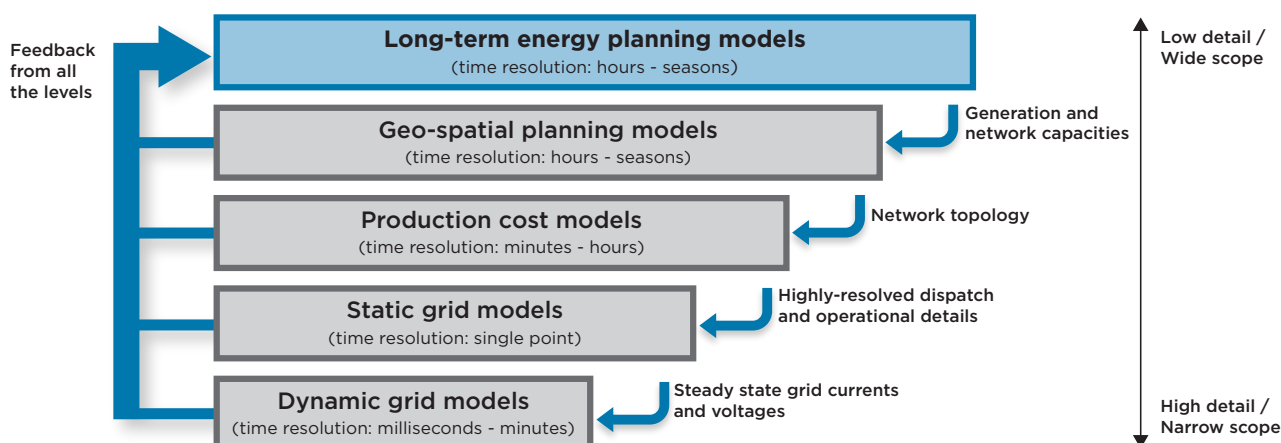 Feedback
from all
the levels
Long-term energy planning models
(time resolution: hours - seasons)
Low detail /
Wide scope
Geo-spatial planning models
(time resolution: hours - seasons)
Generation and
network capacities
Production cost models
(time resolution: minutes - hours)
Network topology
Static grid models
(time resolution: single point)
Highly-resolved dispatch
and operational details
Dynamic grid models
(time resolution: milliseconds - minutes)
Steady state grid currents
and voltages
High detail /
Narrow scope